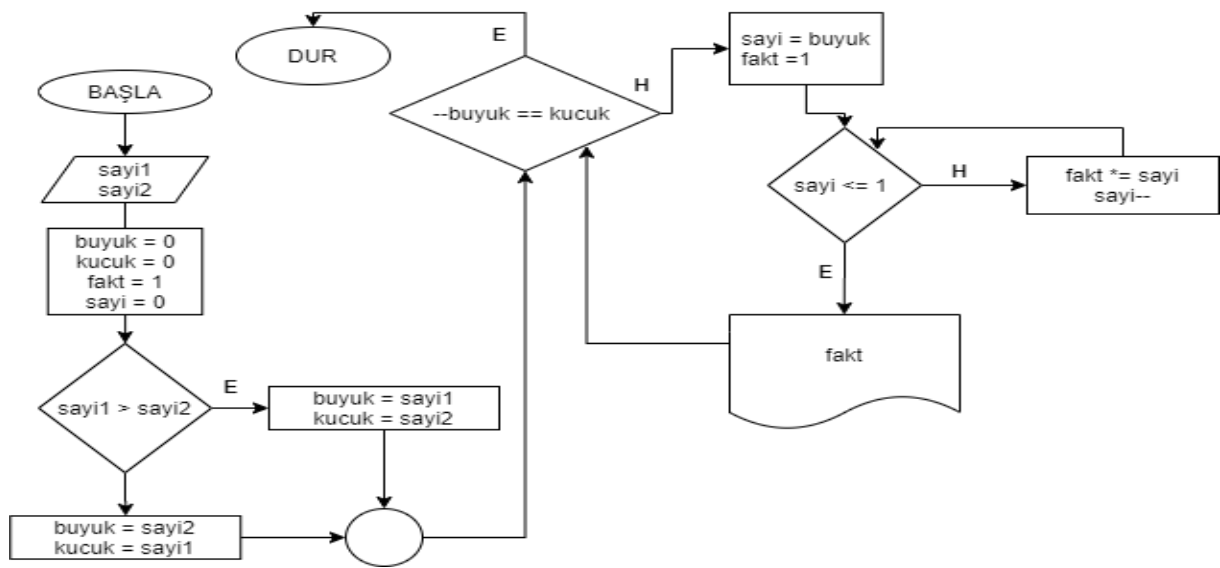 BAŞLA
sayi1
sayi2
buyuk = 0
kucuk = 0
fakt = 1
sayi = 0
sayi1 > sayi2
E
buyuk = sayi1
kucuk = sayi2
buyuk = sayi2
kucuk = sayi1
--buyuk == kucuk
E
DUR
H
sayi = buyuk
fakt =1
sayi <= 1
H
fakt *= sayi
sayi--
E
fakt